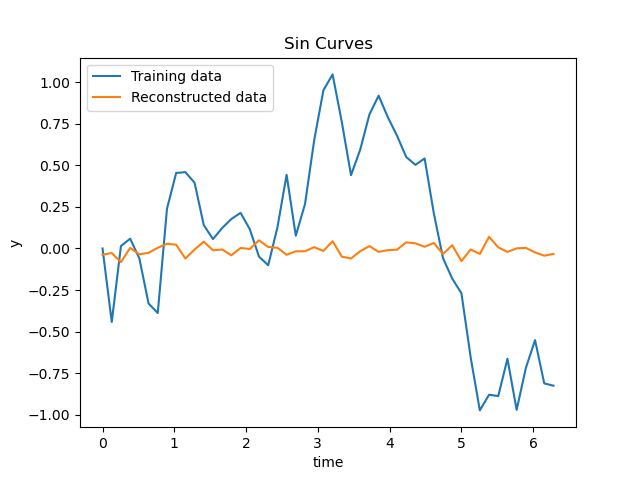 Sin Curves
Training data
Reconstructed data
1.00
0.75
0.50
0.25
0.00
−0.25
−0.50
−0.75
−1.00
y
0 1 2 3 4 5 6
time